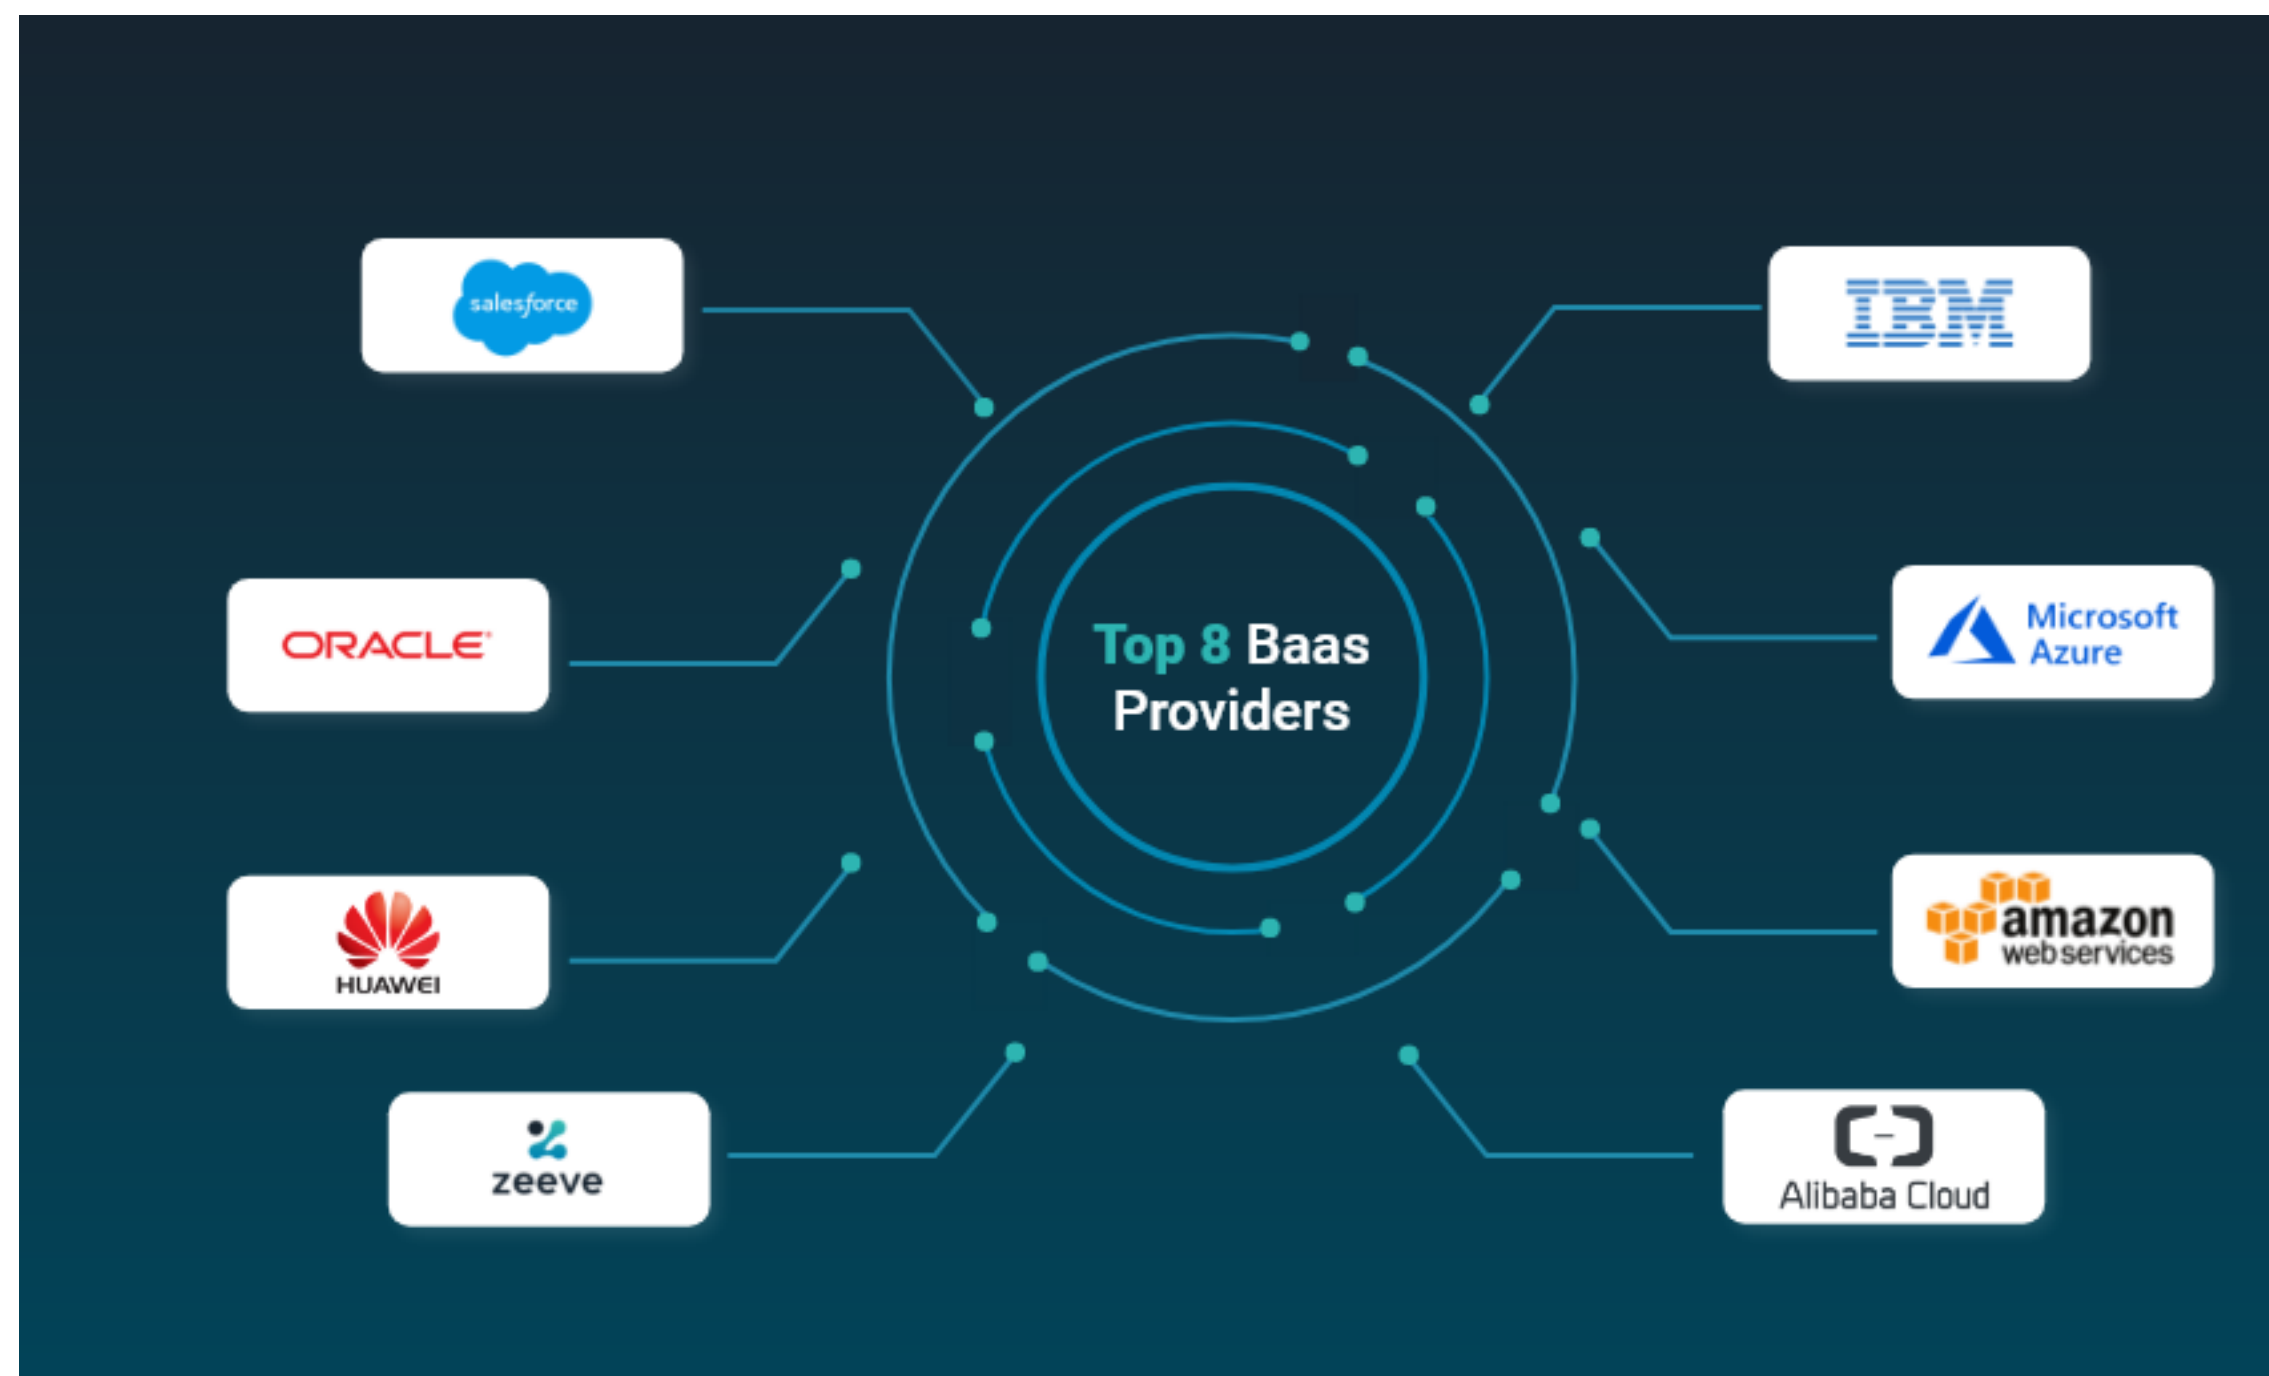 salesforce
IBM
ORACLE
Microsoft
Azure
Top 8 Baas
Providers
HUAWEI
amazon
web services
zeeve
Alibaba Cloud